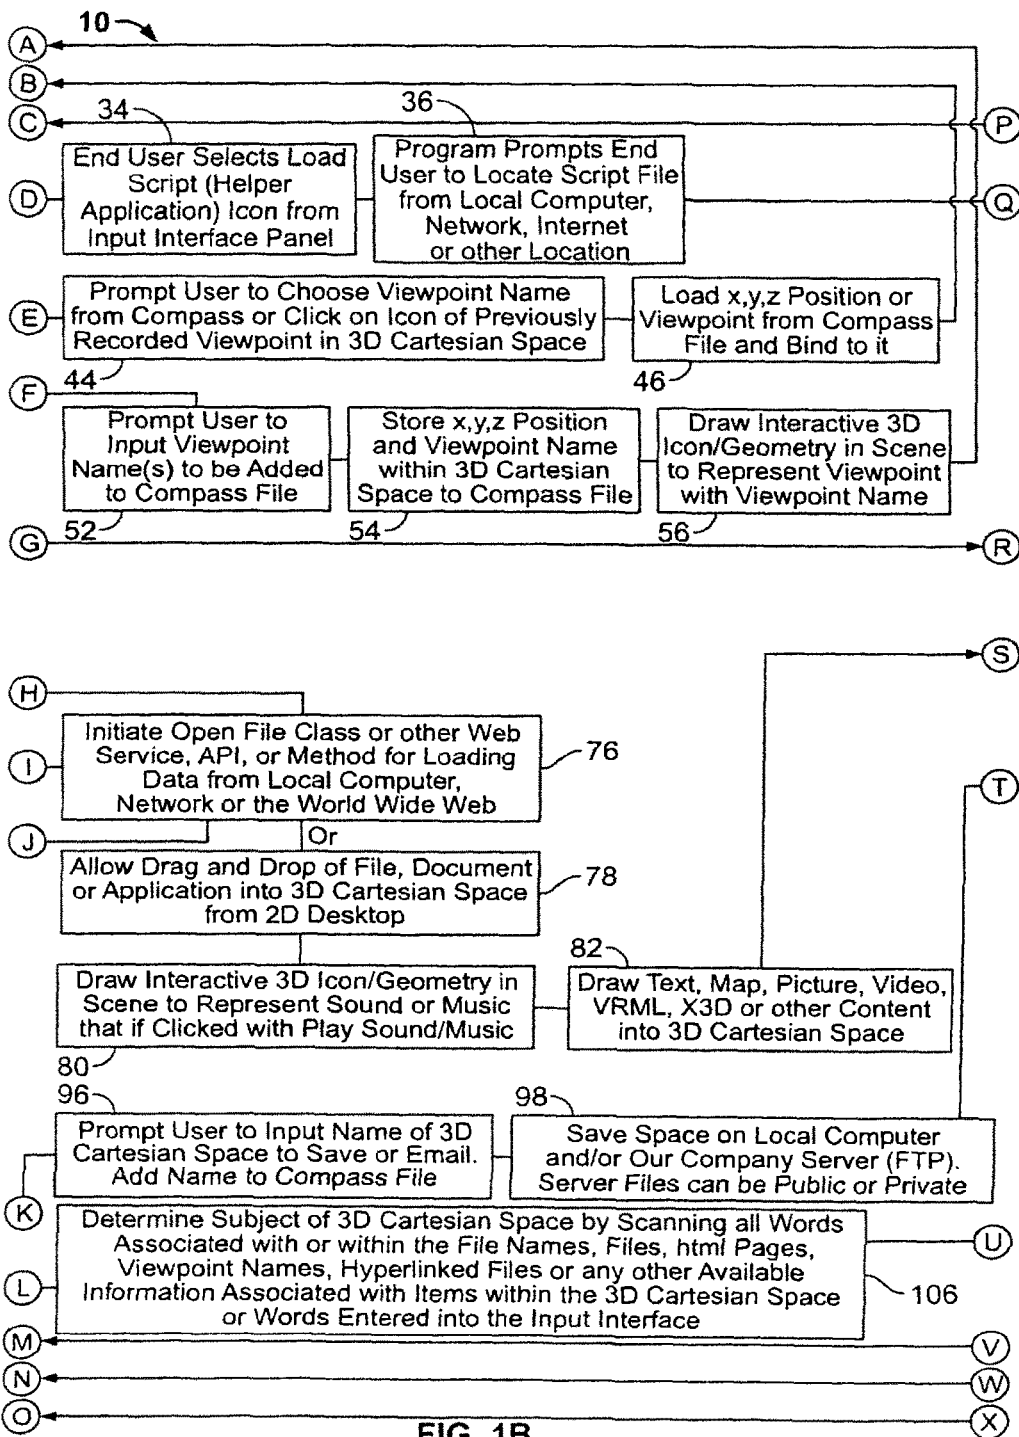 10
A
B
34
36
C
P
End User Selects Load
Script (Helper
Application) Icon from
Input Interface Panel
Program Prompts End
User to Locate Script File
from Local Computer,
Network, Internet
or other Location
D
Q
Prompt User to Choose Viewpoint Name
from Compass or Click on Icon of Previously
Recorded Viewpoint in 3D Cartesian Space
Load x,y,z Position or
Viewpoint from Compass
File and Bind to it
E
44
46
F
Prompt User to
Input Viewpoint
Name(s) to be Added
to Compass File
Store x,y,z Position
and Viewpoint Name
within 3D Cartesian
Space to Compass File
Draw Interactive 3D
Icon/Geometry in Scene
to Represent Viewpoint
with Viewpoint Name
52
54
56
G
R
S
H
Initiate Open File Class or other Web
Service, API, or Method for Loading
Data from Local Computer,
Network or the World Wide Web
76
I
T
J
Or
Allow Drag and Drop of File, Document
or Application into 3D Cartesian Space
from 2D Desktop
78
82
Draw Interactive 3D Icon/Geometry in
Scene to Represent Sound or Music
that if Clicked with Play Sound/Music
Draw Text, Map, Picture, Video,
VRML, X3D or other Content
into 3D Cartesian Space
80
96
98
Prompt User to Input Name of 3D
Cartesian Space to Save or Email.
Add Name to Compass File
Save Space on Local Computer
and/or Our Company Server (FTP).
Server Files can be Public or Private
K
Determine Subject of 3D Cartesian Space by Scanning all Words
Associated with or within the File Names, Files, html Pages,
Viewpoint Names, Hyperlinked Files or any other Available
Information Associated with Items within the 3D Cartesian Space
or Words Entered into the Input Interface
U
L
106
M
V
N
W
O
X
FIG. 1B